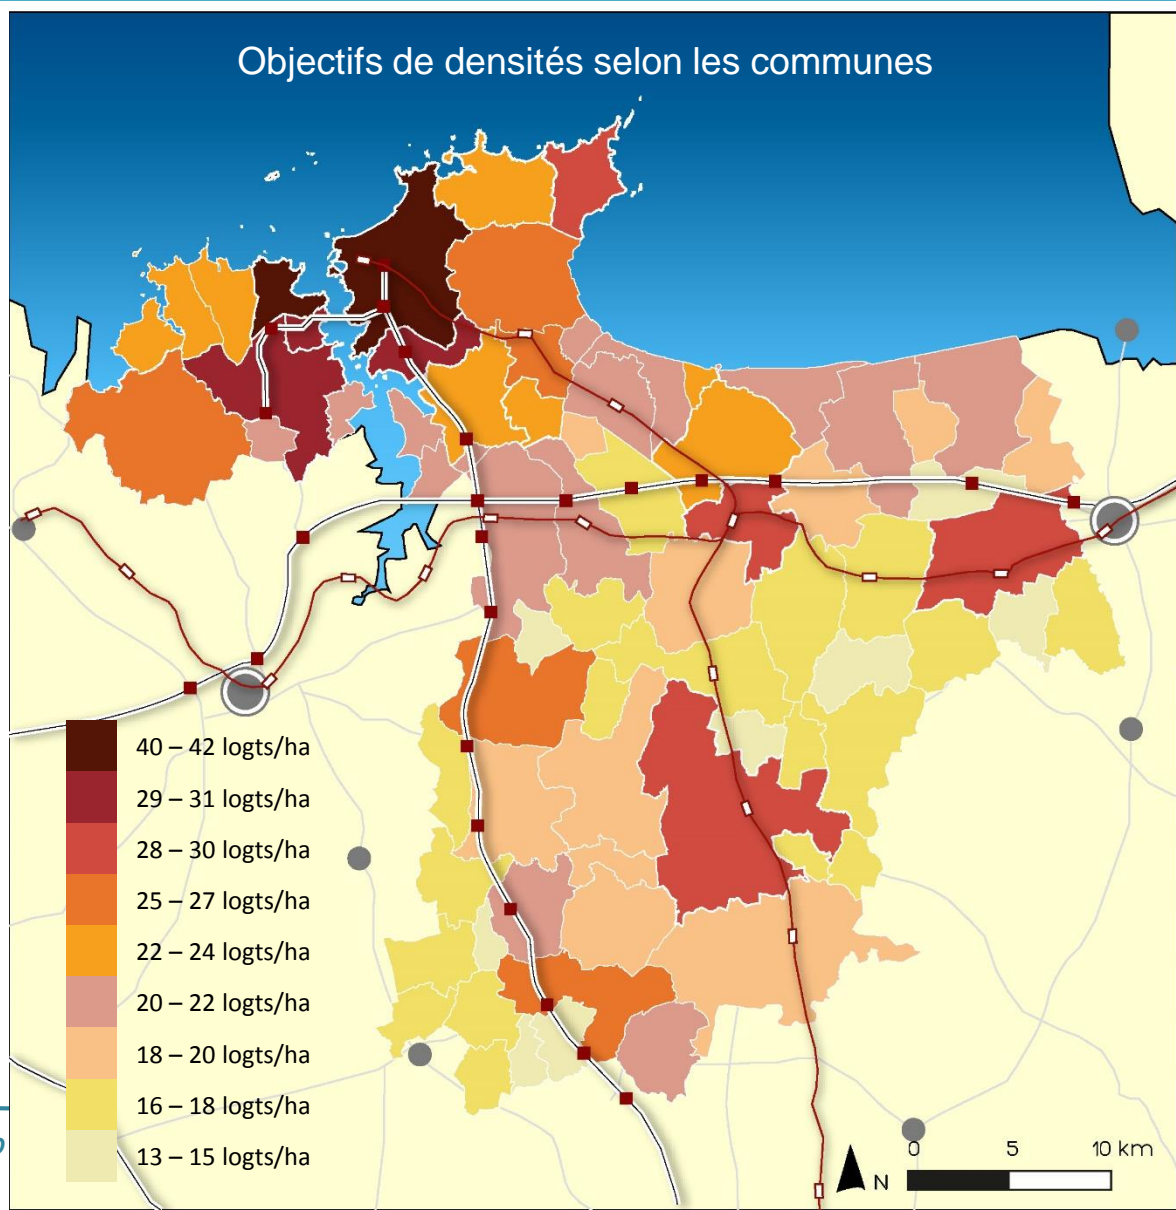 Objectifs de densités selon les communes
40 – 42 logts/ha
29 – 31 logts/ha
28 – 30 logts/ha
25 – 27 logts/ha
22 – 24 logts/ha
20 – 22 logts/ha
18 – 20 logts/ha
16 – 18 logts/ha
13 – 15 logts/ha
N
0 5 10 km